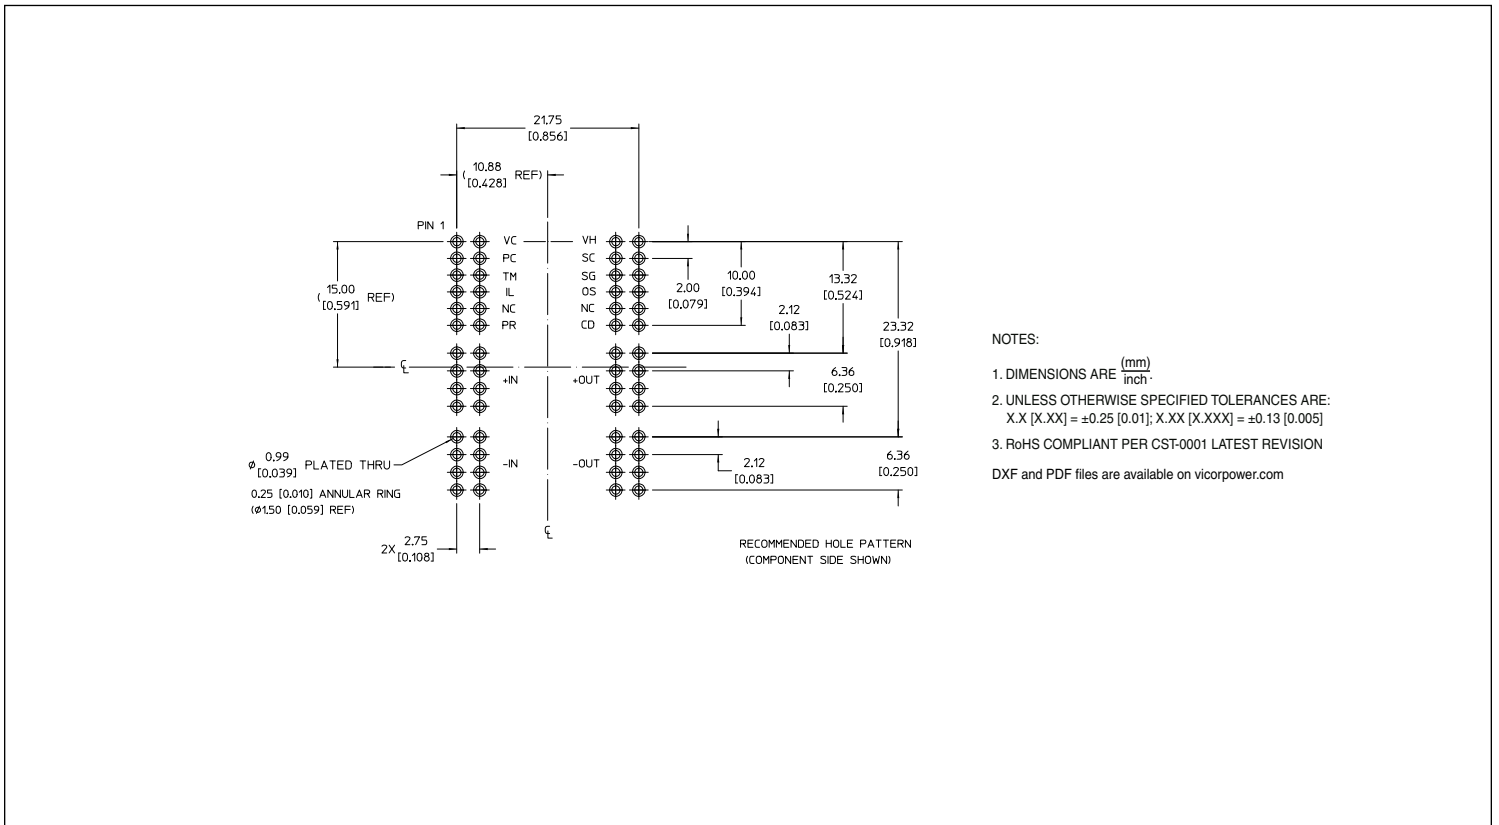 21.75
[0.856]
( 10.88 REF)
[0.428]
PIN 1
VC VH
PC SC
TM SG
IL OS
NC NC
PR CD
( 15.00 REF)
[0.591]
2.00
[0.079]
10.00
[0.394]
13.32
[0.524]
2.12
[0.083]
23.32
[0.918]
℄
+IN +OUT
6.36
[0.250]
-IN -OUT
ø 0.99 PLATED THRU
[0.039]
0.25 [0.010] ANNULAR RING
(ø1.50 [0.059] REF)
2.12
[0.083]
6.36
[0.250]
℄
2X 2.75
[0.108]
RECOMMENDED HOLE PATTERN
(COMPONENT SIDE SHOWN)
NOTES:
1. DIMENSIONS ARE (mm)
inch.
2. UNLESS OTHERWISE SPECIFIED TOLERANCES ARE:
X.X [X.XX] = ±0.25 [0.01]; X.XX [X.XXX] = ±0.13 [0.005]
3. RoHS COMPLIANT PER CST-0001 LATEST REVISION
DXF and PDF files are available on vicorpower.com